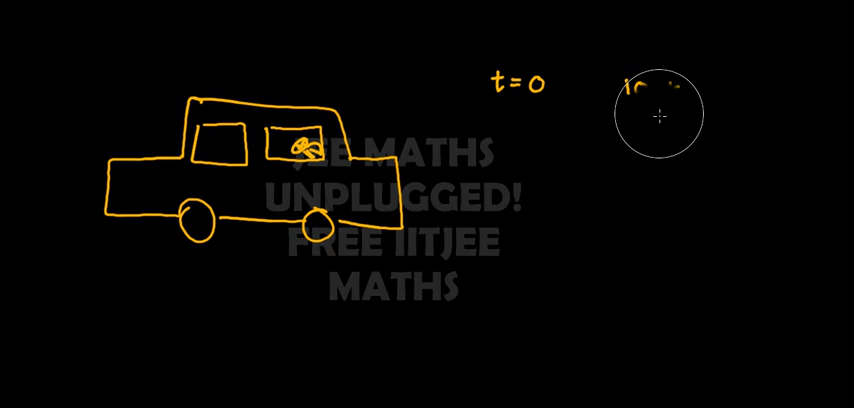 t = 0
JEE MATHS
UNPLUGGED!
FREE IITJEE
MATHS